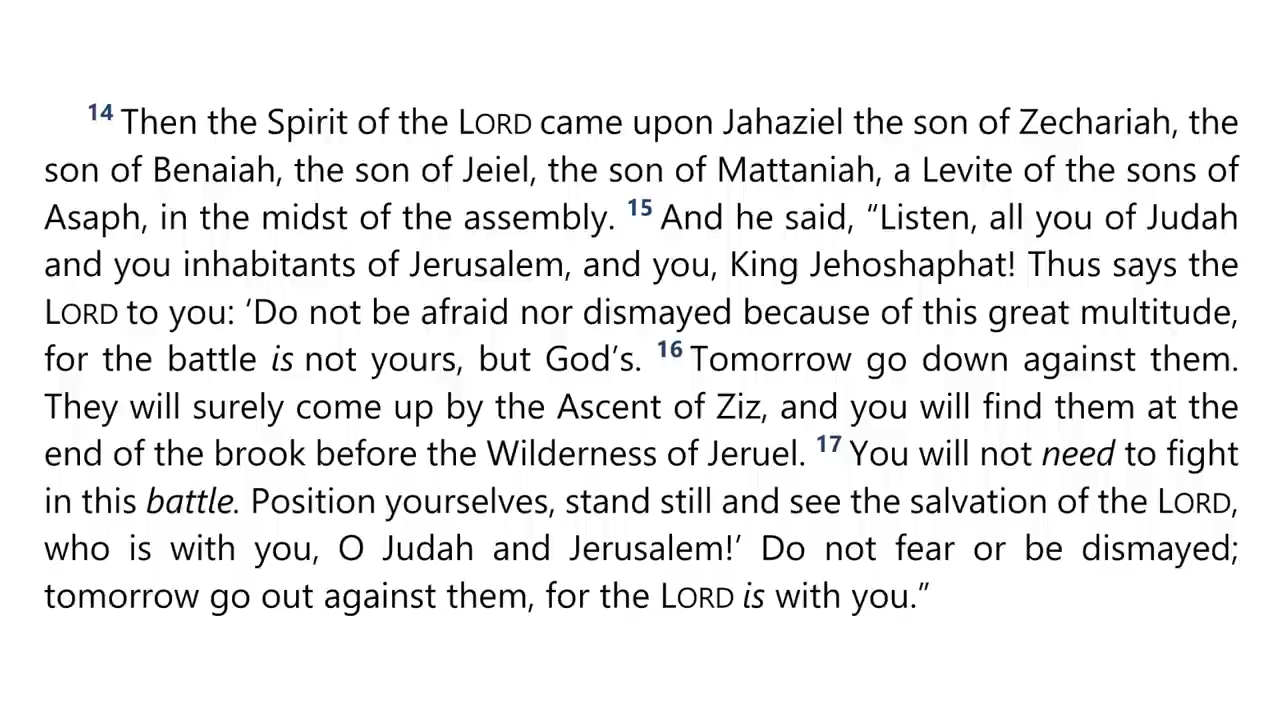 14 Then the Spirit of the LORD came upon Jahaziel the son of Zechariah, the
son of Benaiah, the son of Jeiel, the son of Mattaniah, a Levite of the sons of
Asaph, in the midst of the assembly. 15 And he said, “Listen, all you of Judah
and you inhabitants of Jerusalem, and you, King Jehoshaphat! Thus says the
LORD to you: ‘Do not be afraid nor dismayed because of this great multitude,
for the battle is not yours, but God’s. 16 Tomorrow go down against them.
They will surely come up by the Ascent of Ziz, and you will find them at the
end of the brook before the Wilderness of Jeruel. 17 You will not need to fight
in this battle. Position yourselves, stand still and see the salvation of the LORD,
who is with you, O Judah and Jerusalem!’ Do not fear or be dismayed;
tomorrow go out against them, for the LORD is with you.”